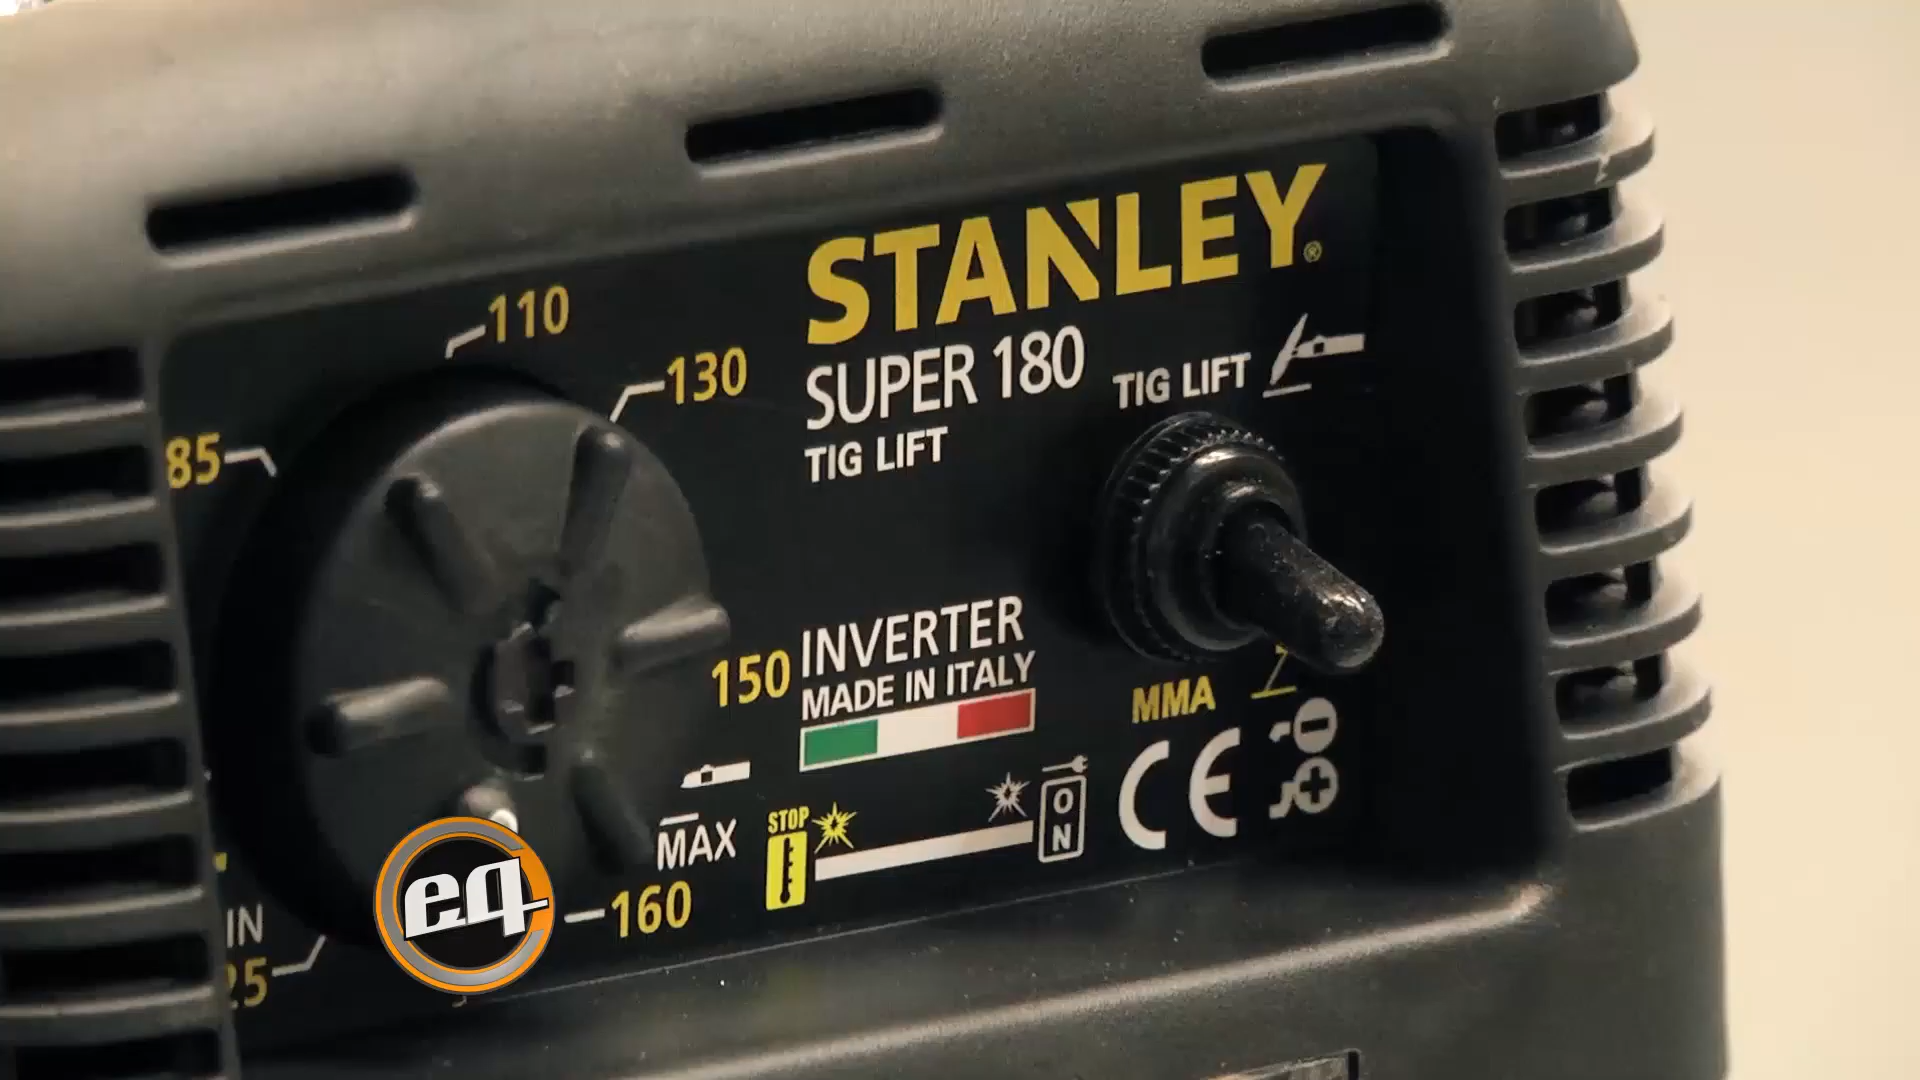 STANLEY®
SUPER 180
TIG LIFT
TIG LIFT
110
130
85
150
INVERTER
MADE IN ITALY
MMA
MAX
STOP
ON
CE
160
25
eq